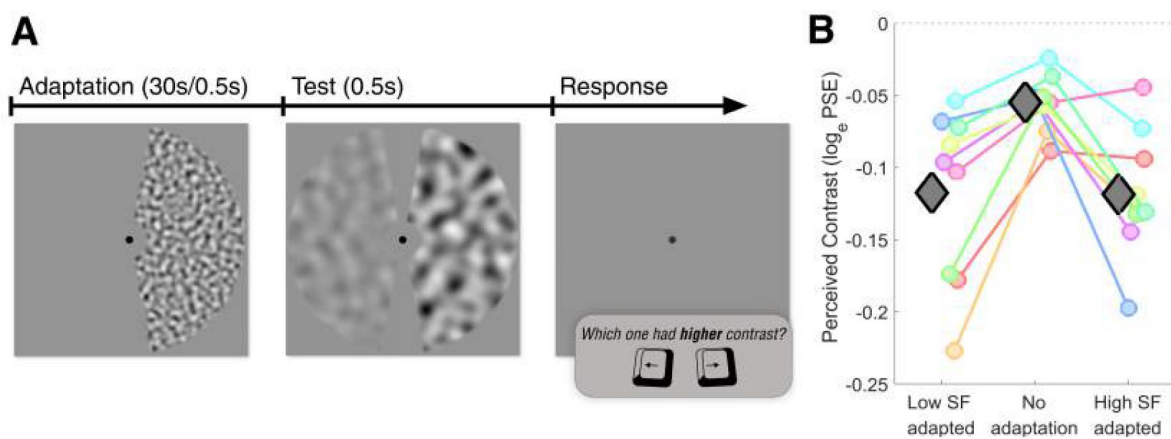 A
Adaptation (30s/0.5s)
Test (0.5s)
Response
Which one had higher contrast?
← →
B
Perceived Contrast (logₑ PSE)
0
-0.05
-0.1
-0.15
-0.2
-0.25
Low SF
adapted
No
adaptation
High SF
adapted